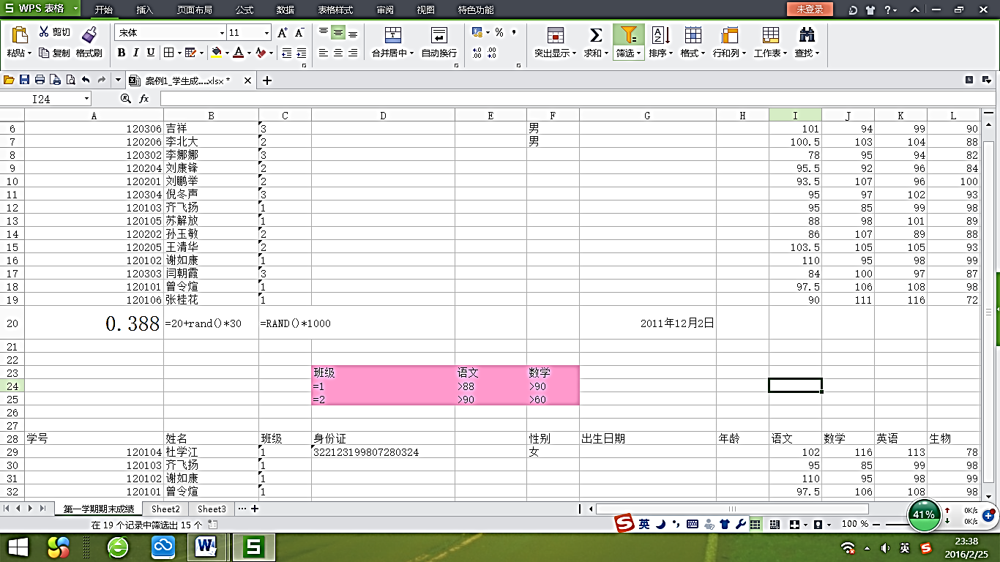 S WPS 表格 开始 插入 页面布局 公式 数据 表格样式 审阅 视图 特色功能 未登录
剪切 宋体 11 %
粘贴 复制 格式刷 B I U 合并居中 自动换行 突出显示 求和 筛选 排序 格式 行和列 工作表 查找
案例1_学生成....xlsx *
I24 fx
A B C D E F G H I J K L
6 120306 吉祥 3 男 101 94 99 90
7 120206 李北大 2 男 100.5 103 104 88
8 120302 李娜娜 3 78 95 94 82
9 120204 刘康锋 2 95.5 92 96 84
10 120201 刘鹏举 2 93.5 107 96 100
11 120304 倪冬声 3 95 97 102 93
12 120103 齐飞扬 1 95 85 99 98
13 120105 苏解放 1 88 98 101 89
14 120202 孙玉敏 2 86 107 89 88
15 120205 王清华 2 103.5 105 105 93
16 120102 谢如康 1 110 95 98 99
17 120303 闫朝霞 3 84 100 97 87
18 120101 曾令煊 1 97.5 106 108 98
19 120106 张桂花 1 90 111 116 72
20 0.388 =20+rand()*30 =RAND()*1000 2011年12月2日
21
22
23 班级 语文 数学
24 =1 >88 >90
25 =2 >90 >60
26
27
28 学号 姓名 班级 身份证 性别 出生日期 年龄 语文 数学 英语 生物
29 120104 杜学江 1 322123199807280324 女 102 116 113 78
30 120103 齐飞扬 1 95 85 99 98
31 120102 谢如康 1 110 95 98 99
32 120101 曾令煊 1 97.5 106 108 98
第一学期期末成绩 Sheet2 Sheet3 ...
在 19 个记录中筛选出 15 个 英 100 % 41% 0K/s
0K/s
英 23:38
2016/2/25